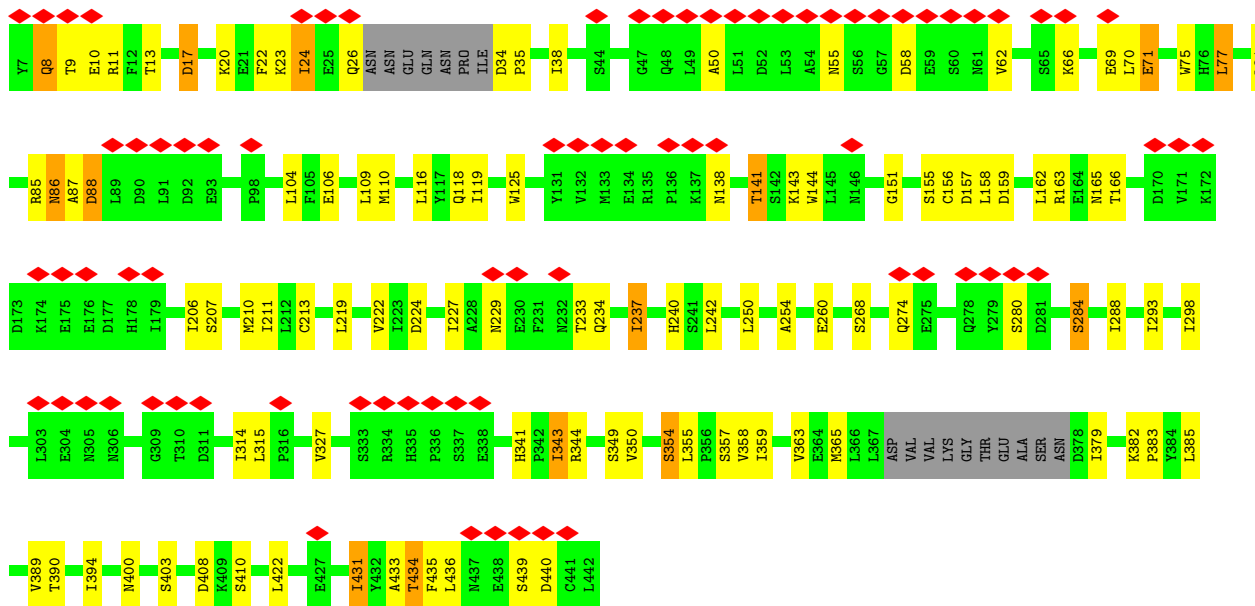 Y7 Q8 T9 E10 R11 F12 T13 D17 K20 E21 F22 K23 I24 E25 Q26 ASN ASN GLU GLN ASN PRO ILE D34 P35 I38 S44 G47 Q48 L49 A50 L51 D52 L53 A54 N55 S56 G57 D58 E59 S60 N61 V62 S65 K66 E69 L70 E71 W75 H76 L77
R85 N86 A87 D88 L89 D90 L91 D92 E93 P98 L104 F105 E106 L109 M110 L116 Y117 Q118 I119 W125 Y131 V132 M133 E134 R135 P136 K137 N138 T141 S142 K143 W144 L145 N146 G151 S155 C156 D157 L158 D159 L162 R163 E164 N165 T166 D170 V171 K172
D173 K174 E175 E176 D177 H178 I179 I206 S207 M210 I211 L212 C213 L219 V222 I223 D224 I227 A228 N229 E230 F231 N232 T233 Q234 I237 H240 S241 L242 L250 A254 E260 S268 Q274 E275 Q278 Y279 S280 D281 S284 I288 I293 I298
L303 E304 N305 N306 G309 T310 D311 I314 L315 P316 V327 S333 R334 H335 P336 S337 E338 H341 P342 I343 R344 S349 V350 S354 L355 P356 S357 V358 I359 V363 E364 M365 L366 L367 ASP VAL VAL LYS GLY THR GLU ALA SER ASN D378 I379 K382 P383 Y384 L385
V389 T390 I394 N400 S403 D408 K409 S410 L422 E427 I431 Y432 A433 T434 F435 L436 N437 E438 S439 D440 C441 L442